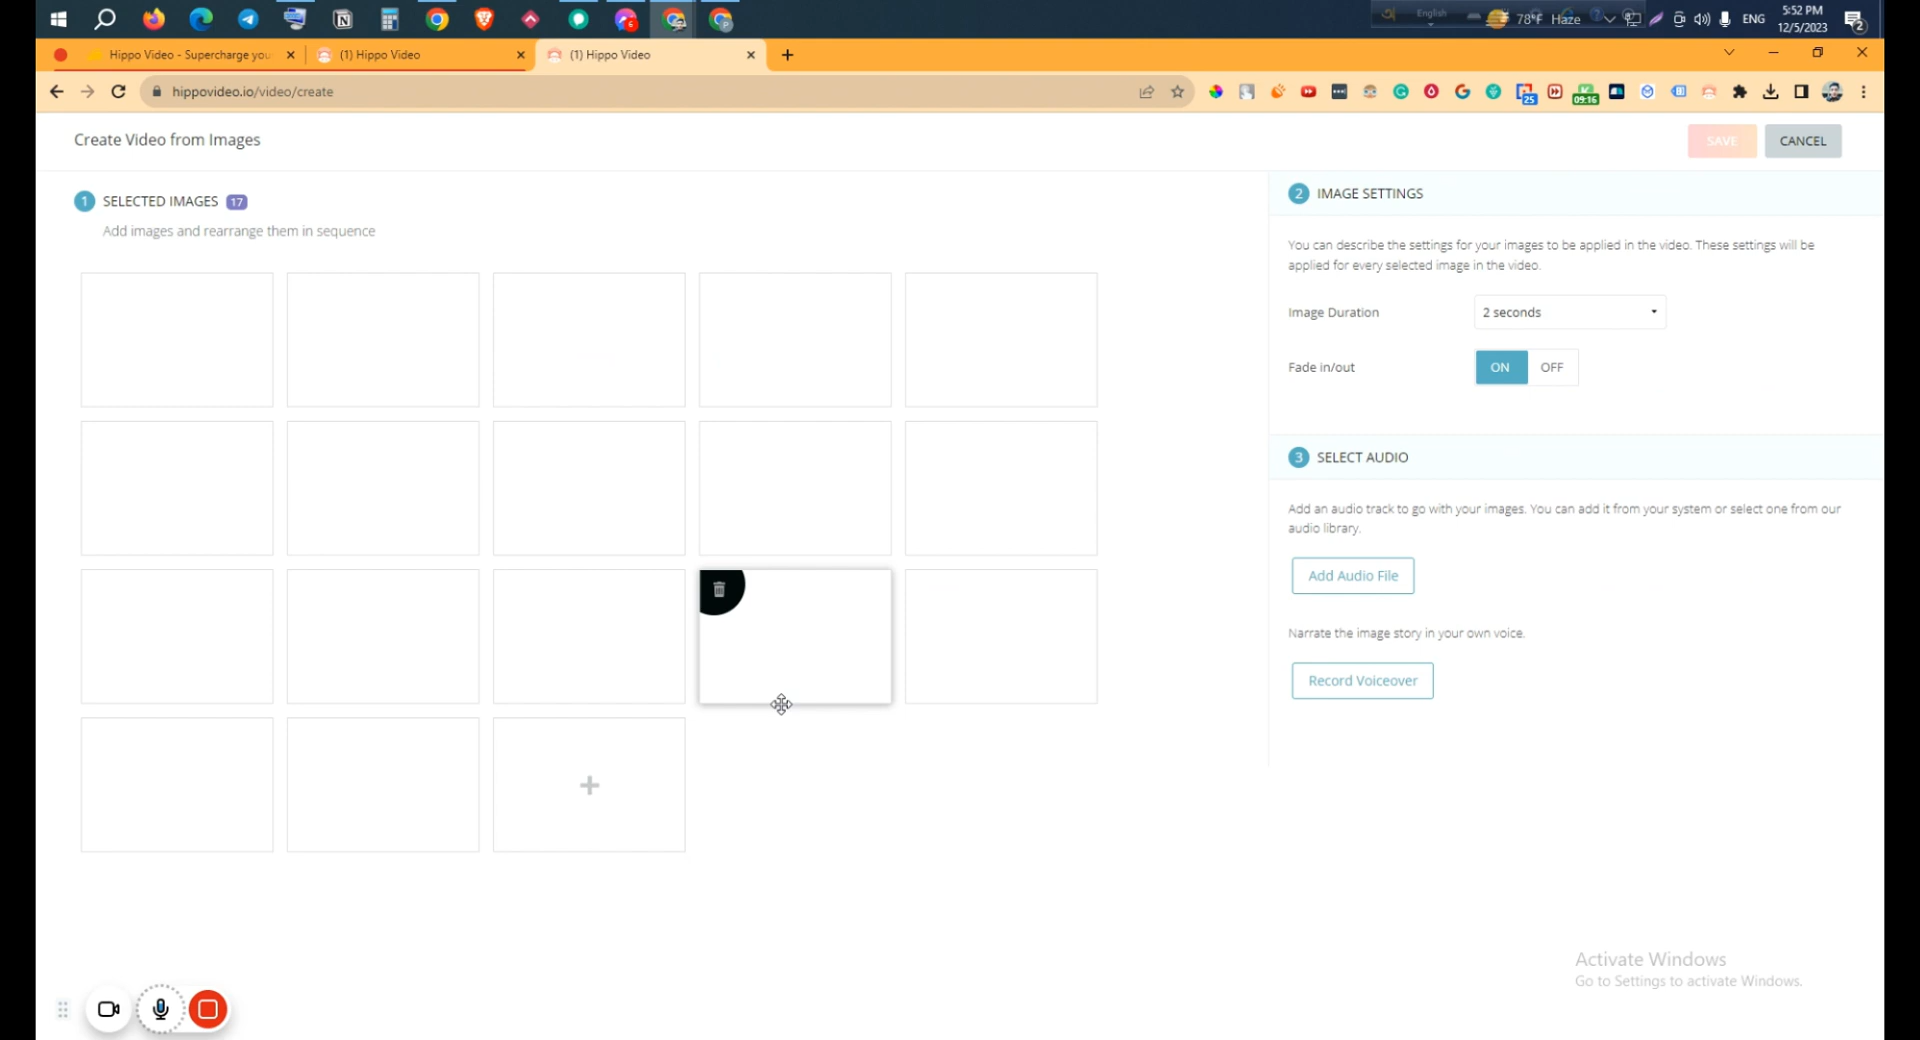 English
78°F Haze
ENG
5:52 PM
12/5/2023
2
6
Hippo Video - Supercharge you
(1) Hippo Video
(1) Hippo Video
hippovideo.io/video/create
25
09:16
Create Video from Images
SAVE
CANCEL
1 SELECTED IMAGES 17
Add images and rearrange them in sequence
2 IMAGE SETTINGS
You can describe the settings for your images to be applied in the video. These settings will be
applied for every selected image in the video.
Image Duration
2 seconds
Fade in/out
ON OFF
3 SELECT AUDIO
Add an audio track to go with your images. You can add it from your system or select one from our
audio library.
Add Audio File
Narrate the image story in your own voice.
Record Voiceover
Activate Windows
Go to Settings to activate Windows.